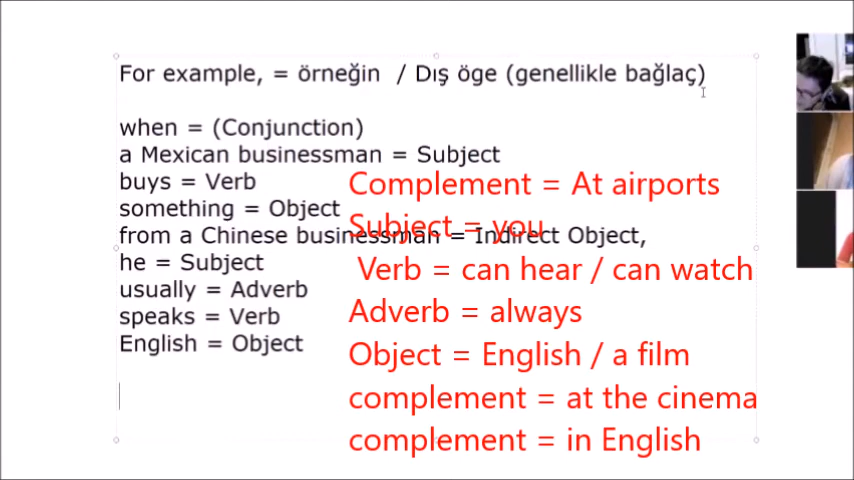 For example, = örneğin / Dış öge (genellikle bağlaç)
when = (Conjunction)
a Mexican businessman = Subject
buys = Verb
something = Object
from a Chinese businessman = Indirect Object,
he = Subject
usually = Adverb
speaks = Verb
English = Object
Complement = At airports
Subject = you
Verb = can hear / can watch
Adverb = always
Object = English / a film
complement = at the cinema
complement = in English